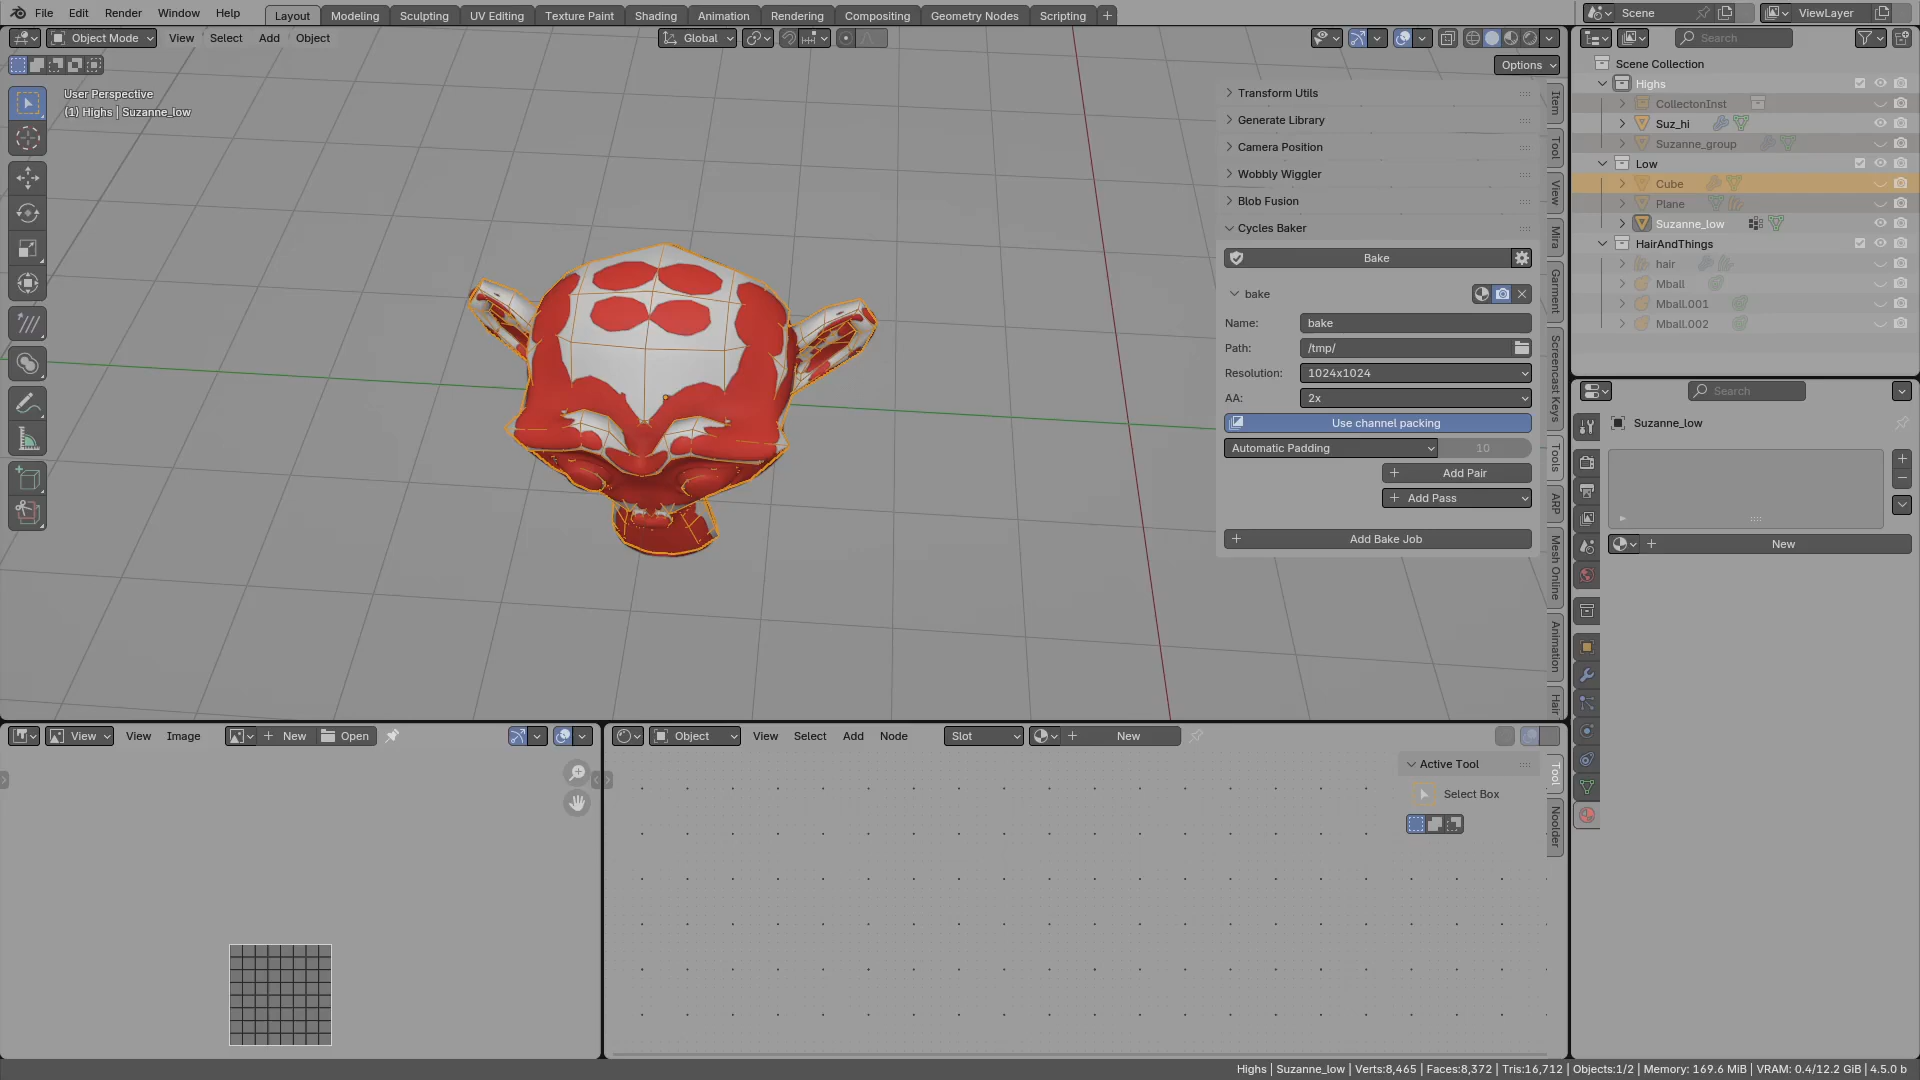 File Edit Render Window Help Layout Modeling Sculpting UV Editing Texture Paint Shading Animation Rendering Compositing Geometry Nodes Scripting + Scene ViewLayer
Object Mode View Select Add Object Global Search
Options
User Perspective
(1) Highs | Suzanne_low
Transform Utils
Generate Library
Camera Position
Wobbly Wiggler
Blob Fusion
Cycles Baker
Bake
bake
Name: bake
Path: /tmp/
Resolution: 1024x1024
AA: 2x
Use channel packing
Automatic Padding 10
+ Add Pair
+ Add Pass
+ Add Bake Job
Item
Tool
View
Mira
Garment
Screencast Keys
Tools
ARP
Mesh Online
Animation
Hair
Scene Collection
Highs
CollectonInst
Suz_hi
Suzanne_group
Low
Cube
Plane
Suzanne_low
HairAndThings
hair
Mball
Mball.001
Mball.002
Search
Suzanne_low
+ New
View View Image + New Open
Object View Select Add Node Slot + New
Active Tool
Select Box
Tool
Noolder
Highs | Suzanne_low | Verts:8,465 | Faces:8,372 | Tris:16,712 | Objects:1/2 | Memory: 169.6 MiB | VRAM: 0.4/12.2 GiB | 4.5.0 b